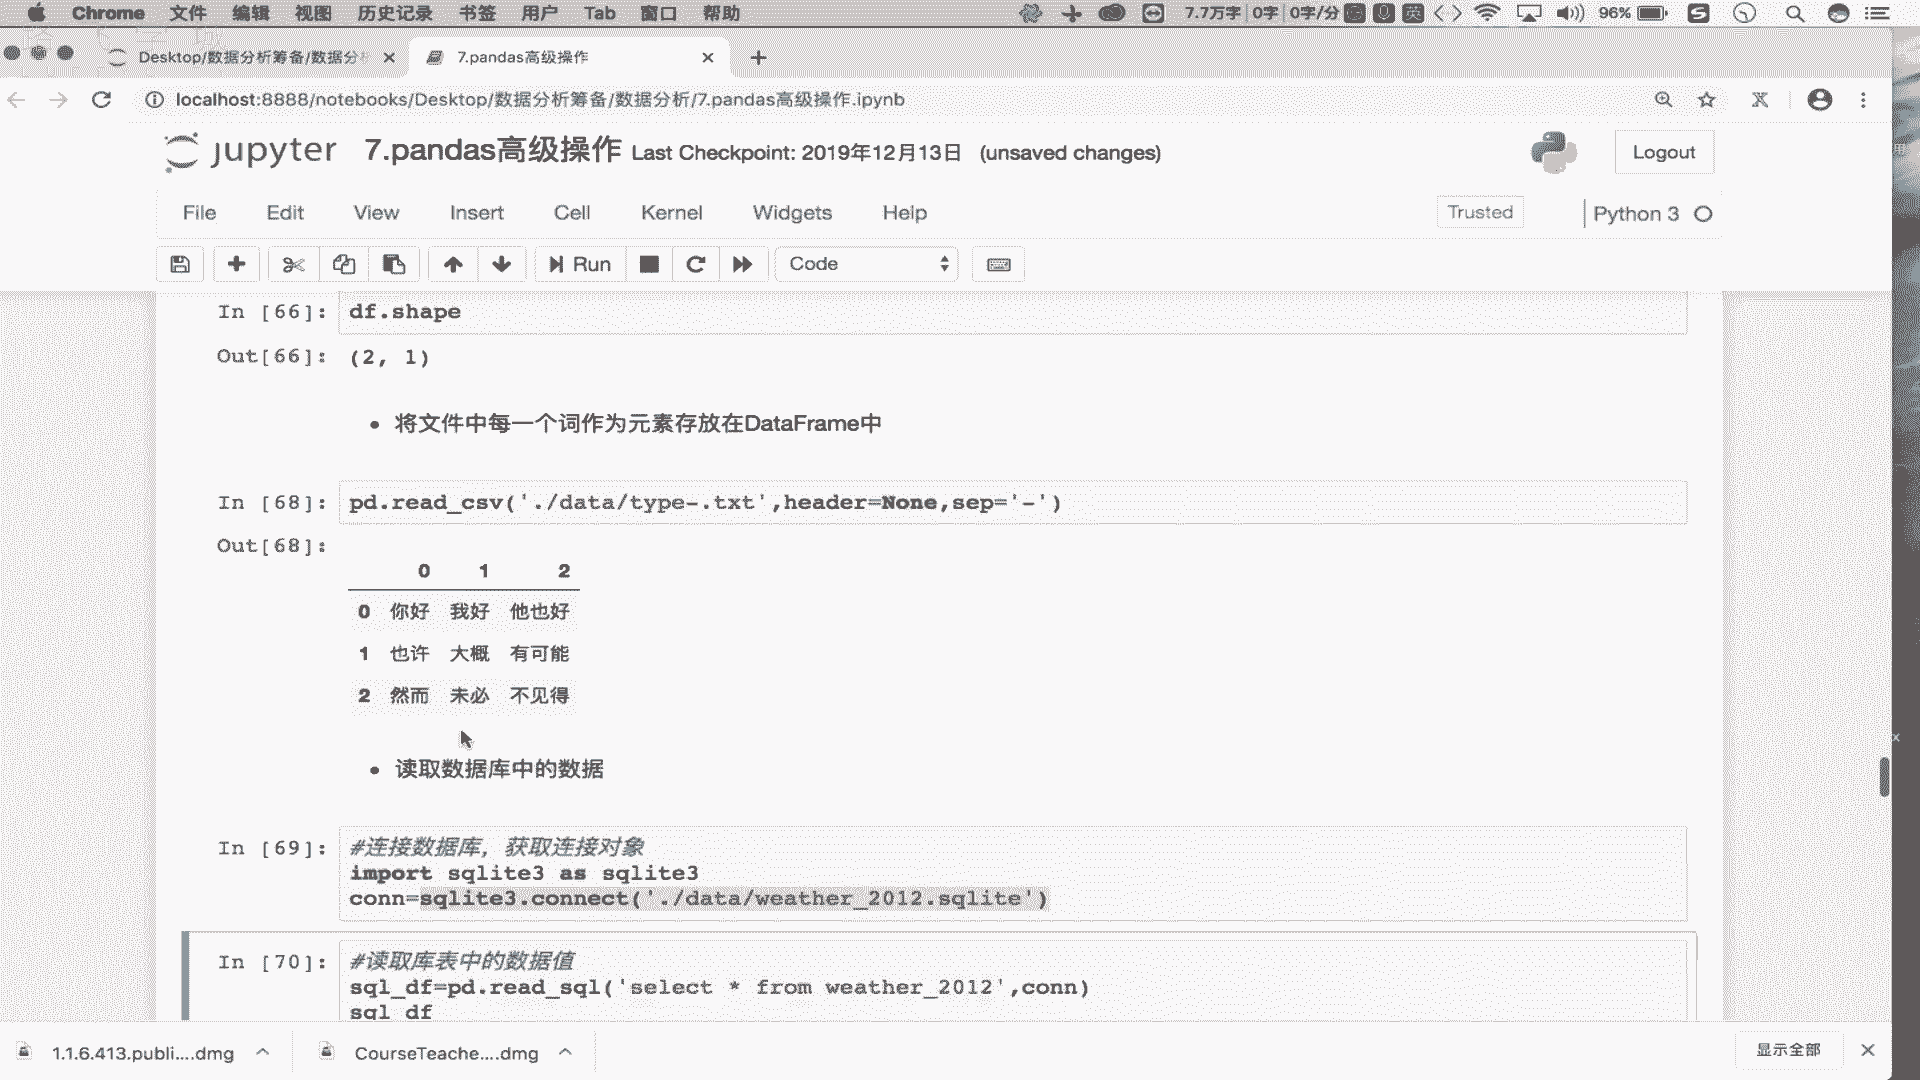 Chrome 文件 编辑 视图 历史记录 书签 用户 Tab 窗口 帮助 7.7万字 0字 0字/分 英 96%
Desktop/数据分析筹备/数据分 7.pandas高级操作
localhost:8888/notebooks/Desktop/数据分析筹备/数据分析/7.pandas高级操作.ipynb
jupyter 7.pandas高级操作 Last Checkpoint: 2019年12月13日 (unsaved changes) Logout
File Edit View Insert Cell Kernel Widgets Help Trusted Python 3
Run Code
In [66]: df.shape
Out[66]: (2, 1)
• 将文件中每一个词作为元素存放在DataFrame中
In [68]: pd.read_csv('./data/type-.txt',header=None,sep='-')
Out[68]:
0 1 2
0 你好 我好 他也好
1 也许 大概 有可能
2 然而 未必 不见得
• 读取数据库中的数据
In [69]: #连接数据库，获取连接对象
import sqlite3 as sqlite3
conn=sqlite3.connect('./data/weather_2012.sqlite')
In [70]: #读取库表中的数据值
sql_df=pd.read_sql('select * from weather_2012',conn)
sql_df
1.1.6.413.publi....dmg CourseTeache....dmg 显示全部